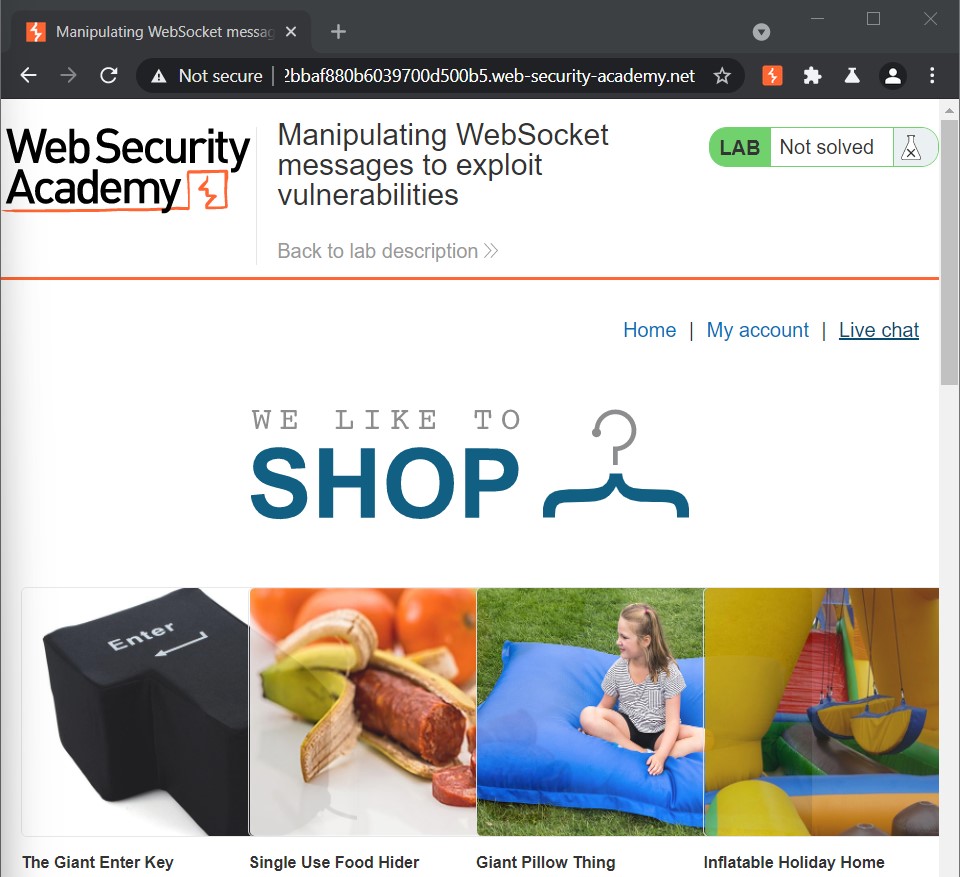 Manipulating WebSocket messag
Not secure
?bbaf880b6039700d500b5.web-security-academy.net
Web Security
Academy
Manipulating WebSocket
messages to exploit
vulnerabilities
Back to lab description
LAB
Not solved
Home | My account | Live chat
WE LIKE TO
SHOP
Enter
The Giant Enter Key
Single Use Food Hider
Giant Pillow Thing
Inflatable Holiday Home